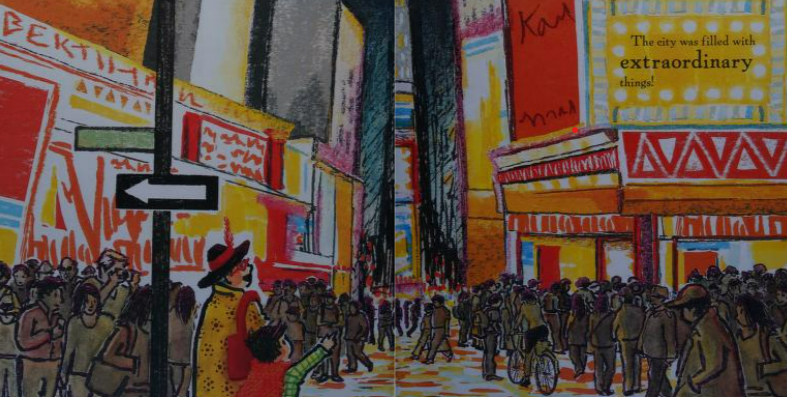 The city was filled with
extraordinary
things!